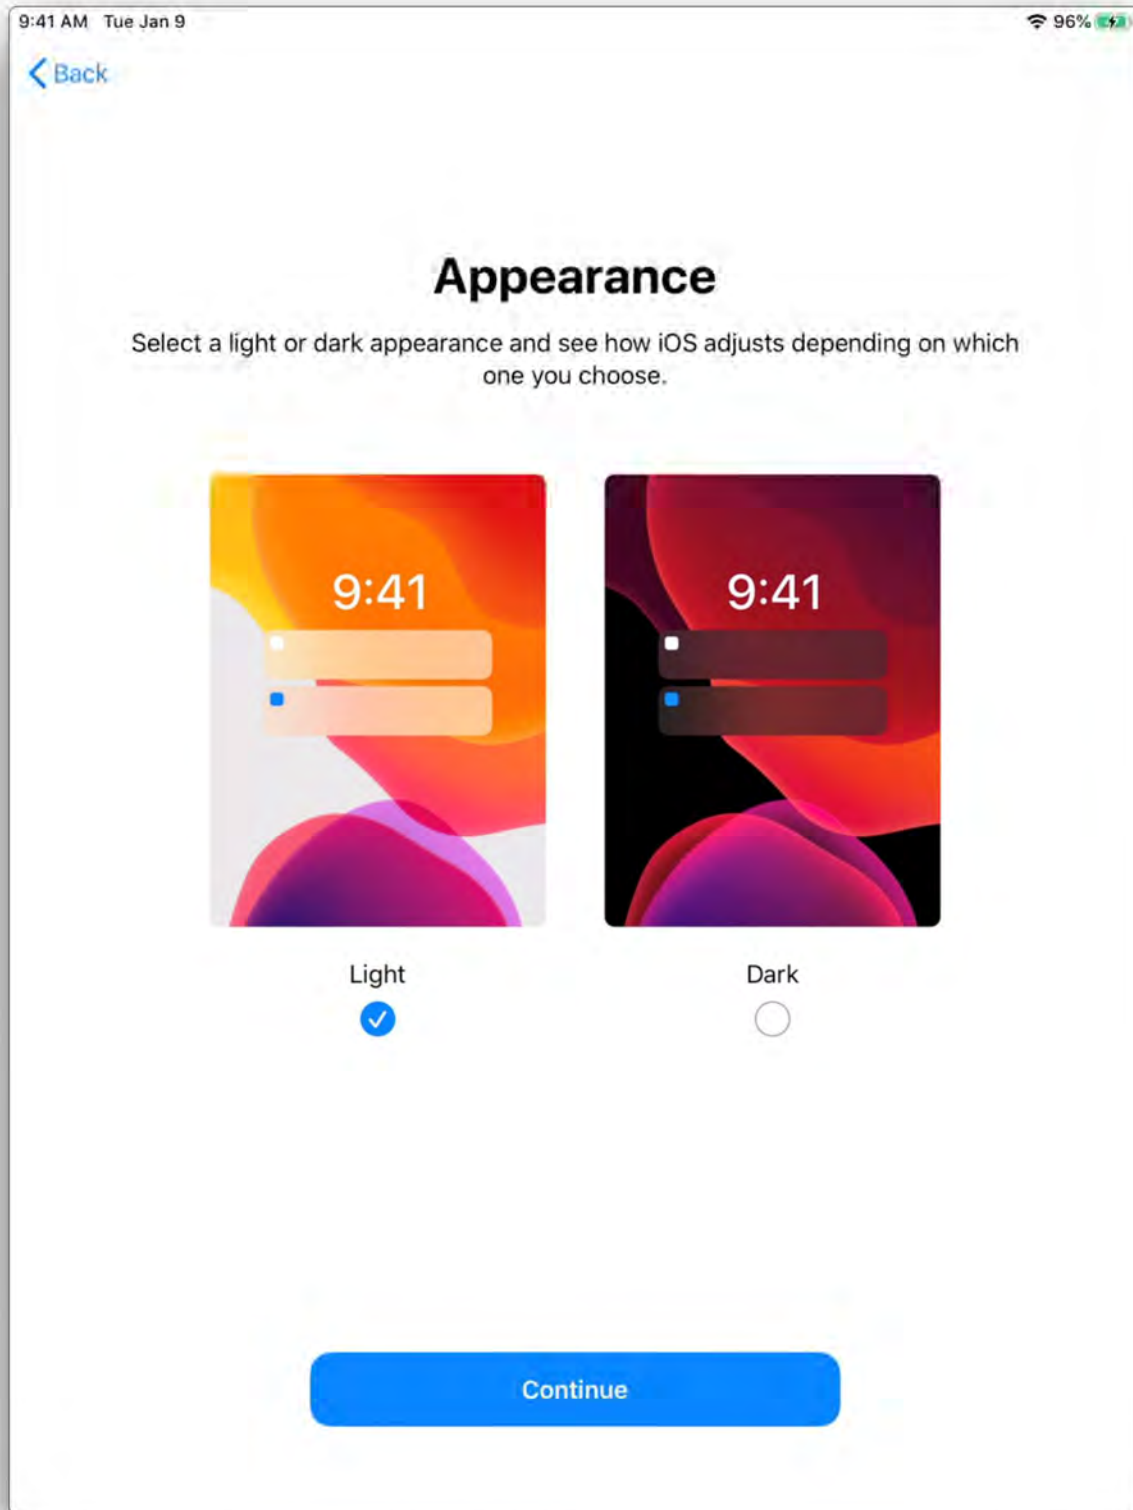 9:41 AM Tue Jan 9 96%
Back
Appearance
Select a light or dark appearance and see how iOS adjusts depending on which
one you choose.
9:41 9:41
Light Dark
Continue